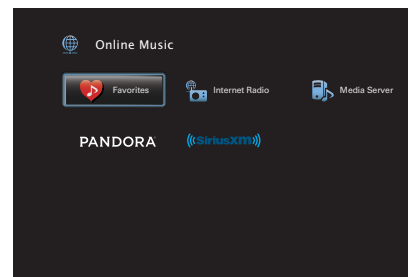 Online Music
Favorites Internet Radio Media Server
PANDORA ((SiriusXM))